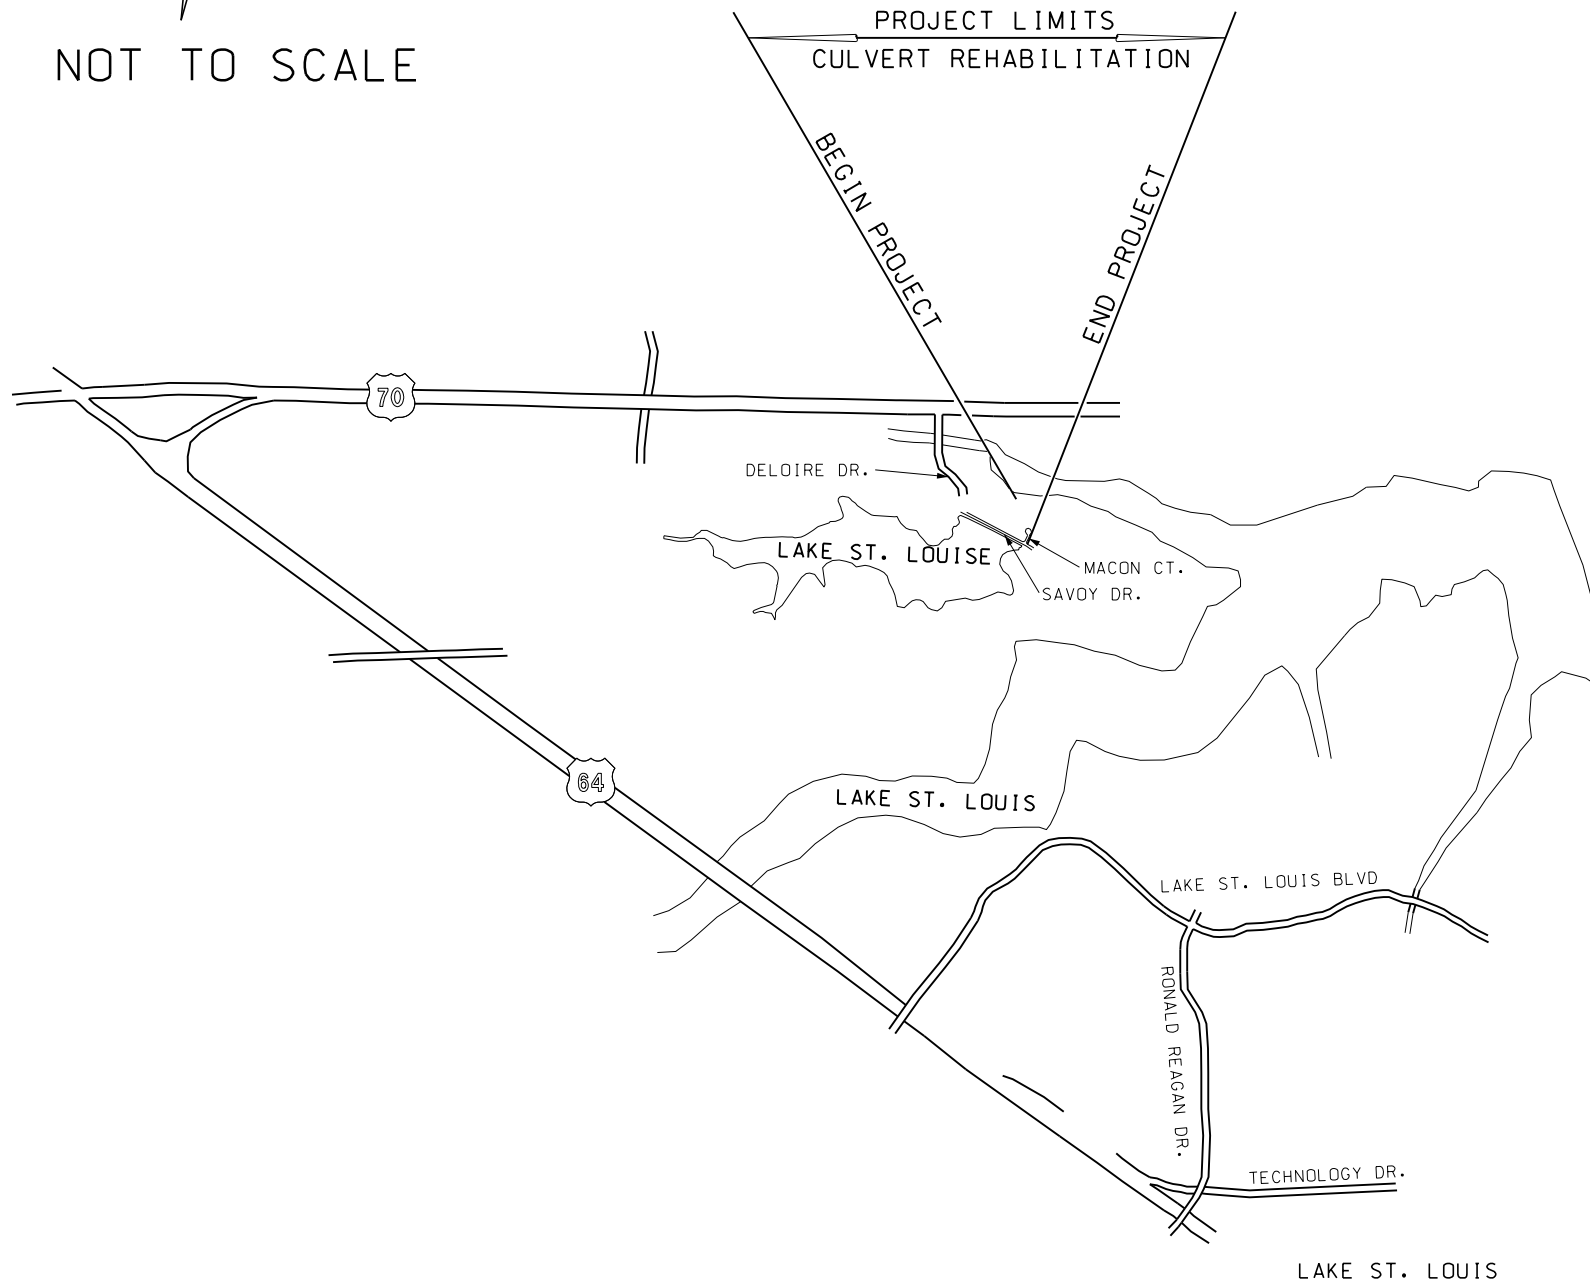 PROJECT LIMITS
NOT TO SCALE
CULVERT REHABILITATION
BEGIN PROJECT
END PROJECT
70
DELOIRE DR.
LAKE ST. LOUISE
MACON CT.
SAVOY DR.
64
LAKE ST. LOUIS
LAKE ST. LOUIS BLVD
RONALD REAGAN DR.
TECHNOLOGY DR.
LAKE ST. LOUIS